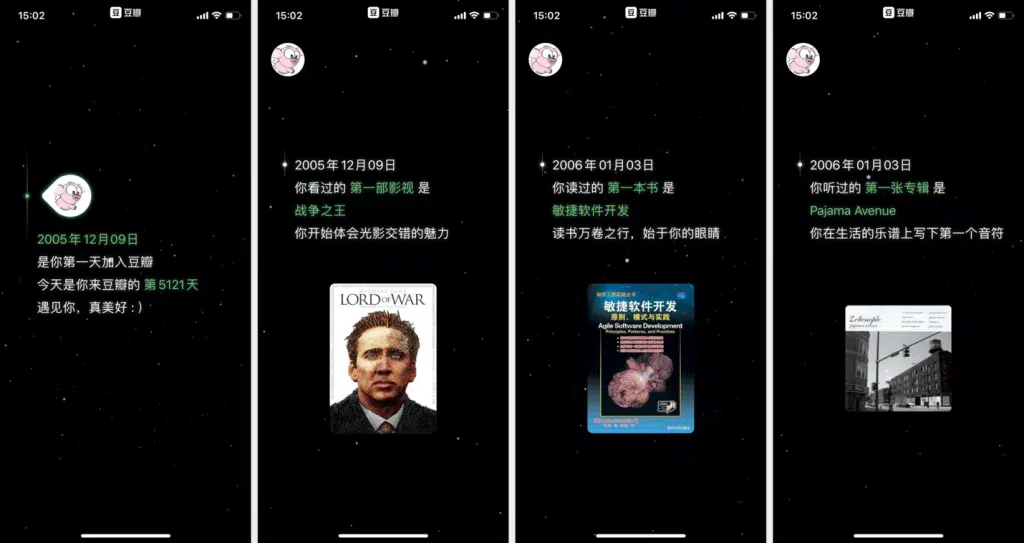 15:02
豆 豆瓣
2005年12月09日
是你第一天加入豆瓣
今天是你来豆瓣的 第5121天
遇见你，真美好 : )
15:02
豆 豆瓣
2005年12月09日
你看过的 第一部影视 是
战争之王
你开始体会光影交错的魅力
LORD OF WAR
15:02
豆 豆瓣
2006年01月03日
你读过的 第一本书 是
敏捷软件开发
读书万卷之行，始于你的眼睛
敏捷软件开发
原则、模式与实践
Agile Software Development
Principles, Patterns, and Practices
15:02
豆 豆瓣
2006年01月03日
你听过的 第一张专辑 是
Pajama Avenue
你在生活的乐谱上写下第一个音符